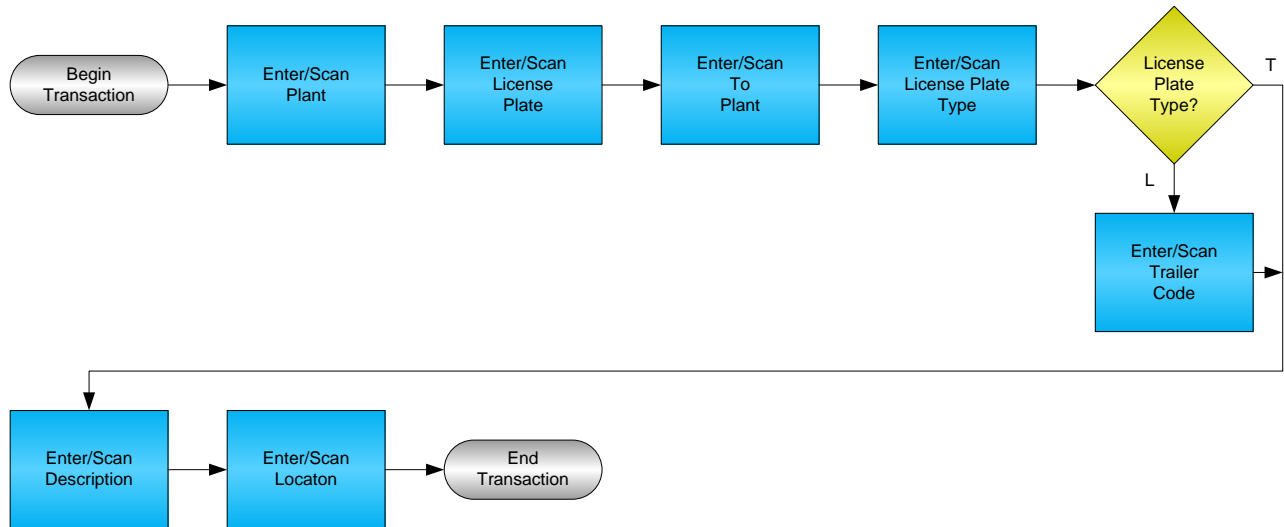 Begin
Transaction
Enter/Scan
Plant
Enter/Scan
License
Plate
Enter/Scan
To
Plant
Enter/Scan
License Plate
Type
License
Plate
Type?
T
L
Enter/Scan
Trailer
Code
Enter/Scan
Description
Enter/Scan
Locaton
End
Transaction